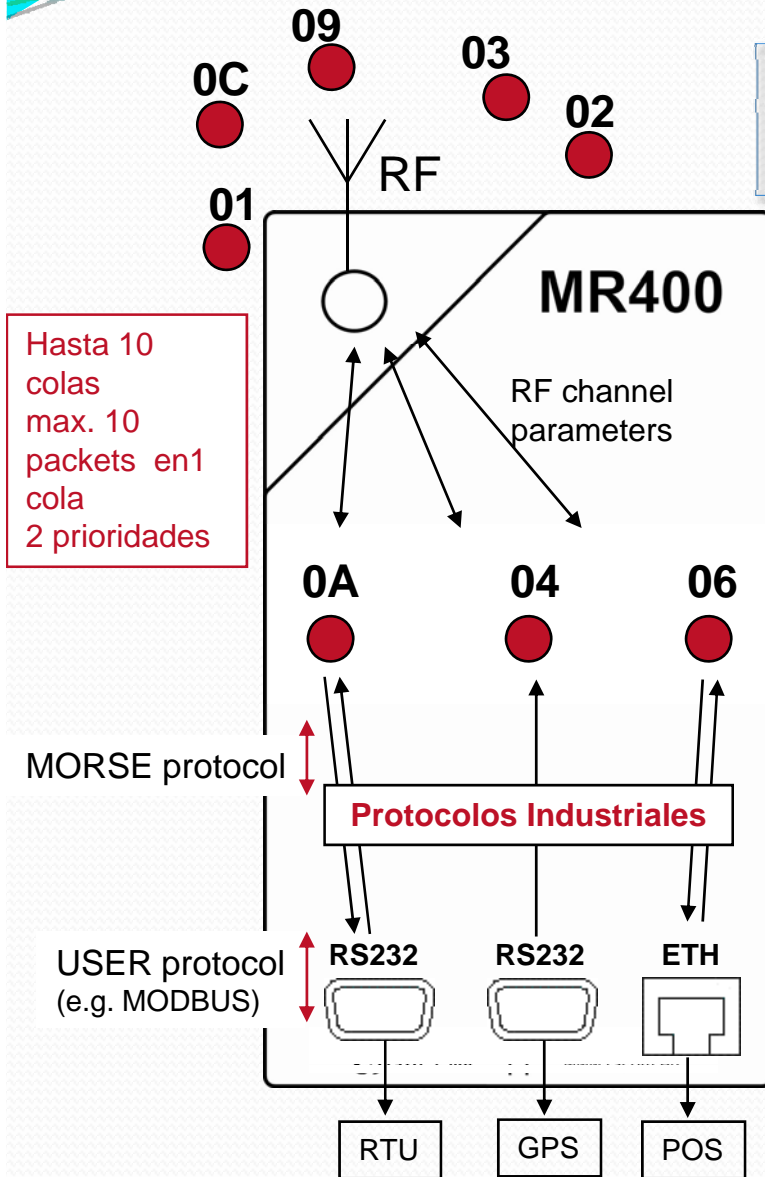 09
03
0C
02
RF
01
MR400
Hasta 10
colas
max. 10
packets en1
cola
2 prioridades
RF channel
parameters
0A
04
06
MORSE protocol
Protocolos Industriales
USER protocol
(e.g. MODBUS)
RS232
RS232
ETH
RTU
GPS
POS